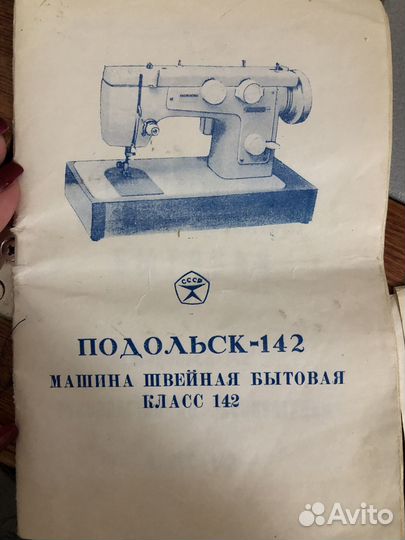 СССР
ПОДОЛЬСК-142
МАШИНА ШВЕЙНАЯ БЫТОВАЯ
КЛАСС 142
Avito